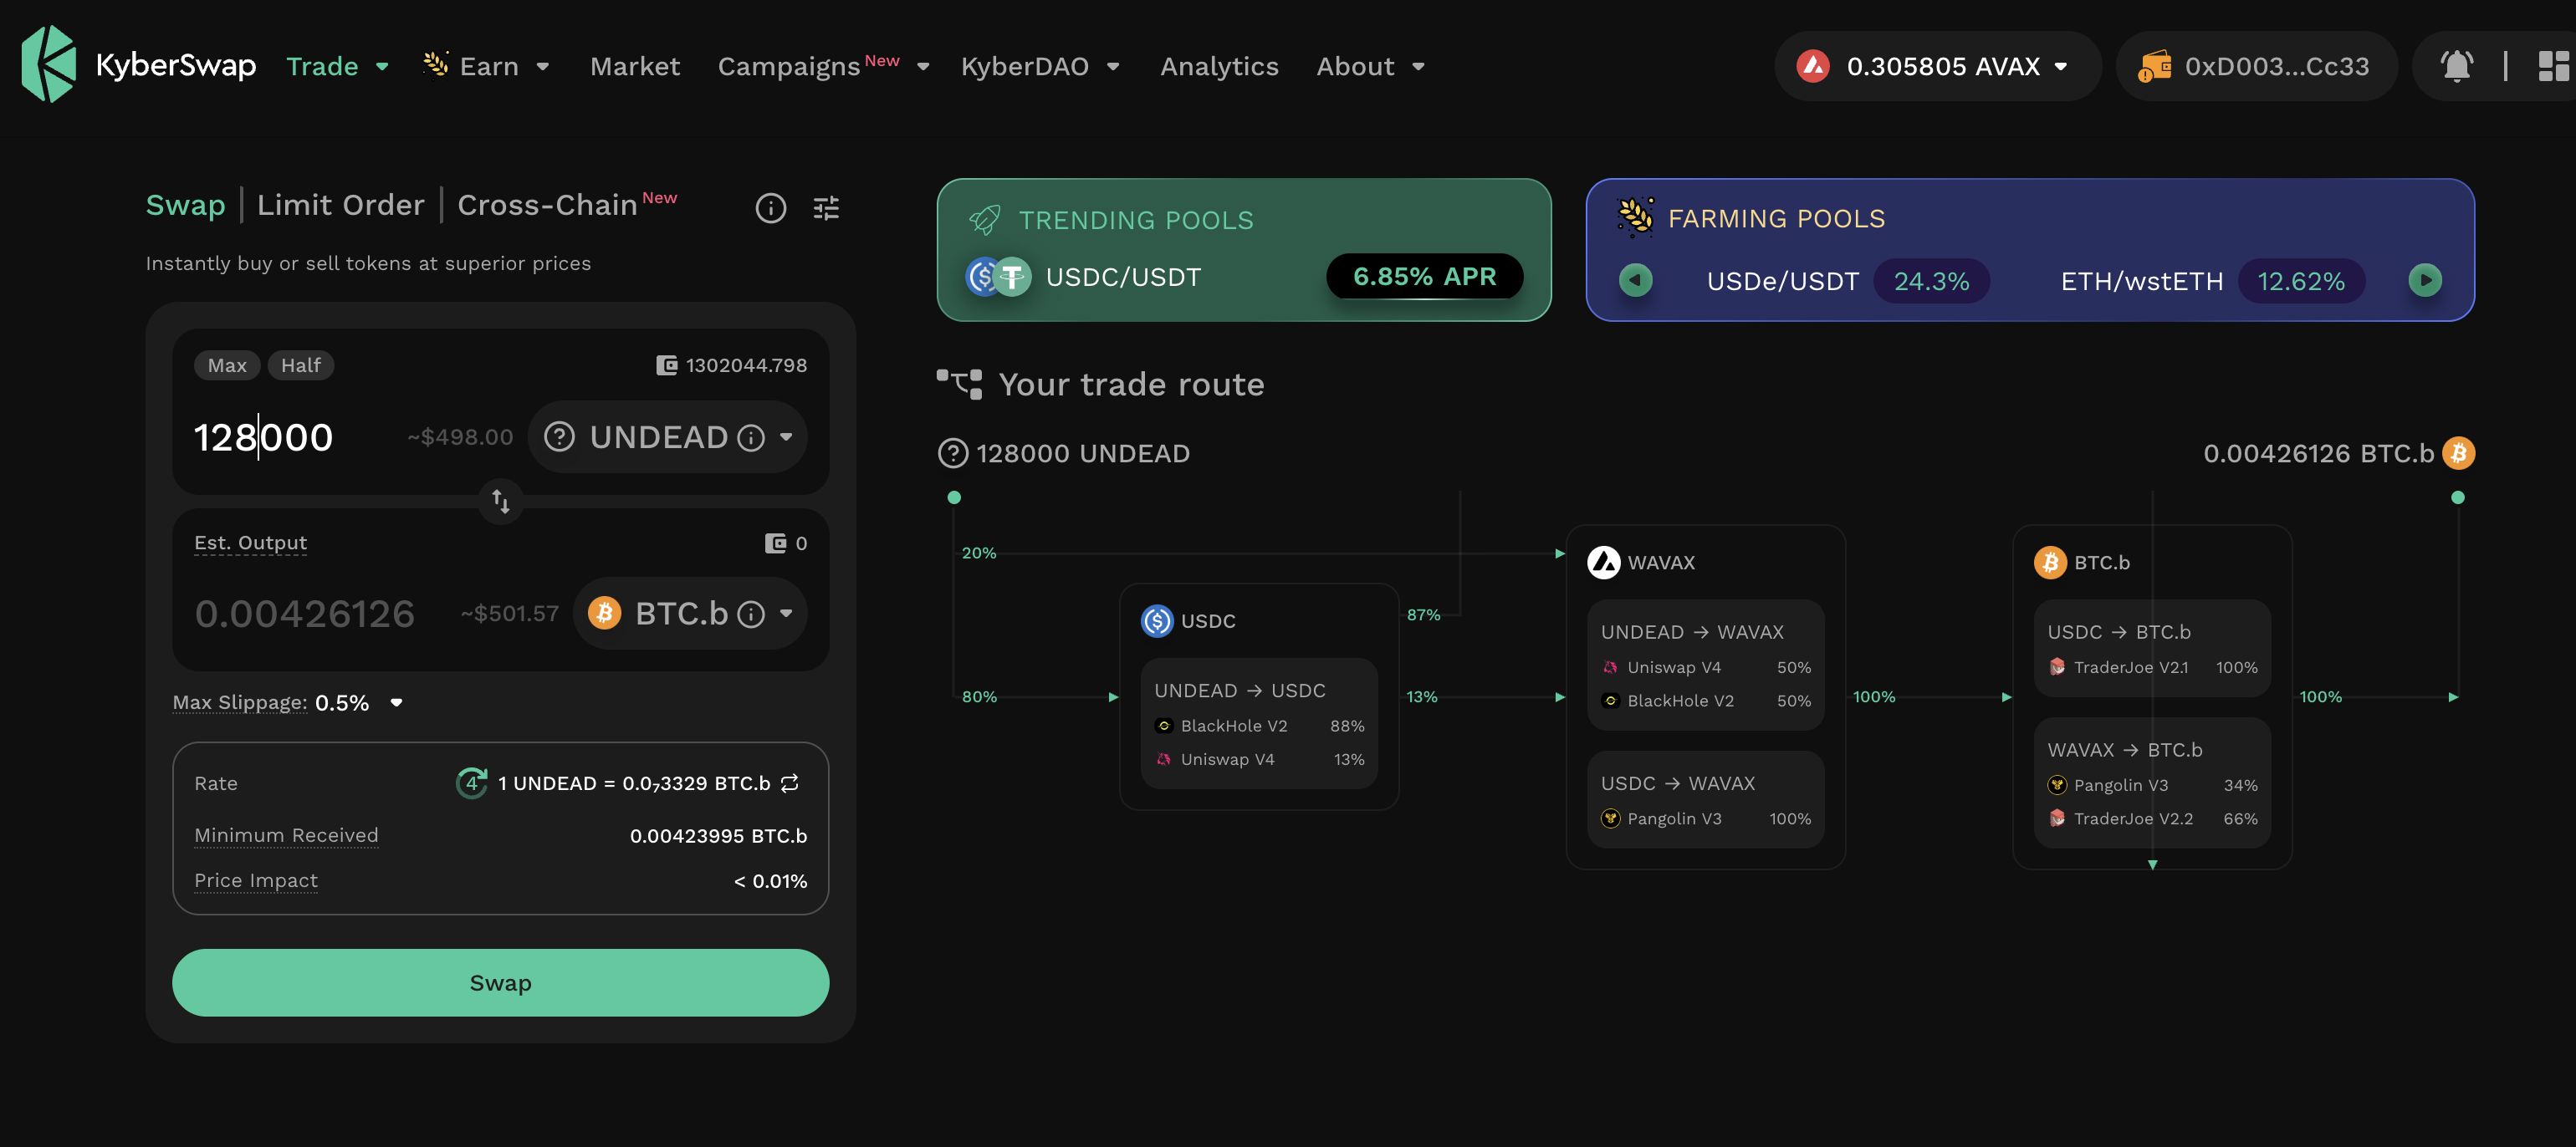 KyberSwap Trade Earn Market Campaigns New KyberDAO Analytics About 0.305805 AVAX 0xD003...Cc33
Swap | Limit Order | Cross-Chain New
Instantly buy or sell tokens at superior prices
Max Half 1302044.798
128000 ~$498.00 UNDEAD
Est. Output 0
0.00426126 ~$501.57 BTC.b
Max Slippage: 0.5%
Rate 4 1 UNDEAD = 0.0₇3329 BTC.b
Minimum Received 0.00423995 BTC.b
Price Impact < 0.01%
Swap
TRENDING POOLS
USDC/USDT 6.85% APR
FARMING POOLS
USDe/USDT 24.3% ETH/wstETH 12.62%
Your trade route
128000 UNDEAD 0.00426126 BTC.b
20%
80%
USDC
UNDEAD → USDC
BlackHole V2 88%
Uniswap V4 13%
87%
13%
WAVAX
UNDEAD → WAVAX
Uniswap V4 50%
BlackHole V2 50%
USDC → WAVAX
Pangolin V3 100%
100%
BTC.b
USDC → BTC.b
TraderJoe V2.1 100%
WAVAX → BTC.b
Pangolin V3 34%
TraderJoe V2.2 66%
100%